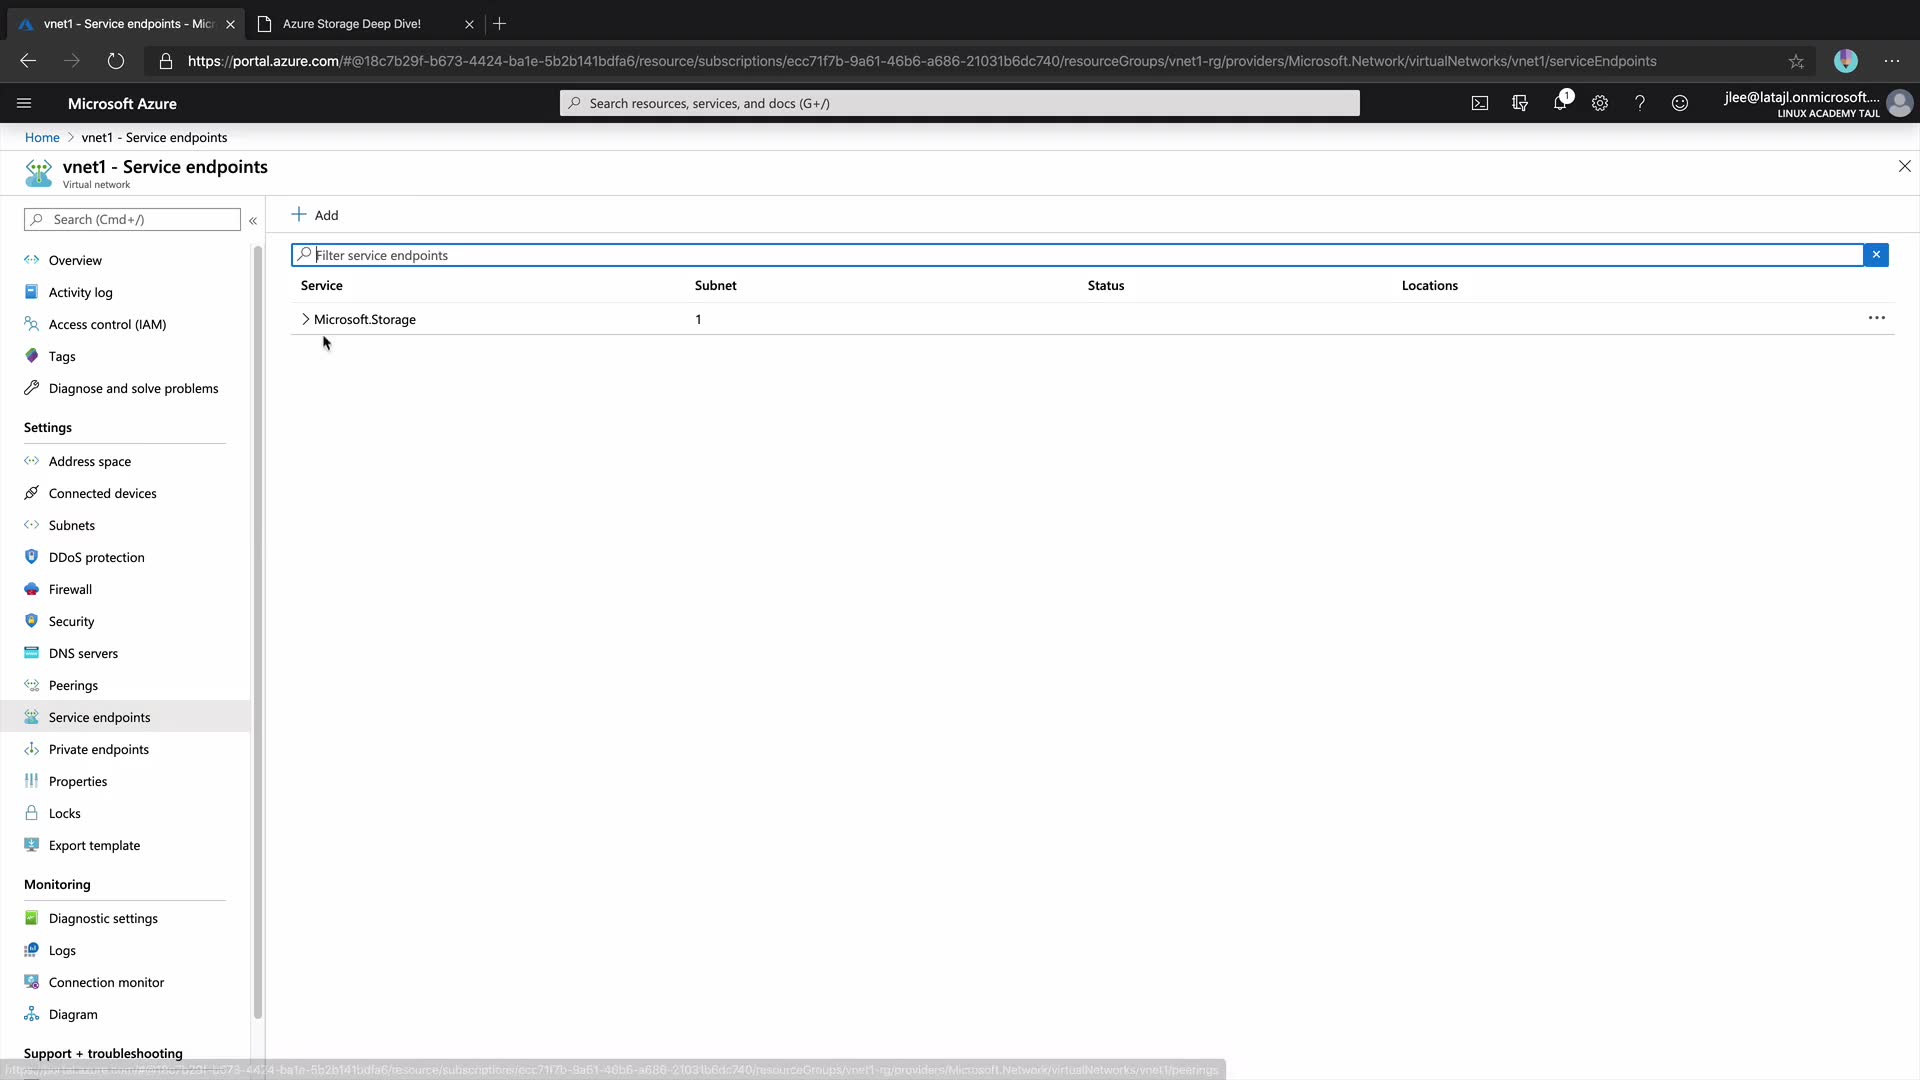 vnet1 - Service endpoints - Micr
Azure Storage Deep Dive!
https://portal.azure.com/#@18c7b29f-b673-4424-ba1e-5b2b141bdfa6/resource/subscriptions/ecc71f7b-9a61-46b6-a686-21031b6dc740/resourceGroups/vnet1-rg/providers/Microsoft.Network/virtualNetworks/vnet1/serviceEndpoints
Microsoft Azure
Search resources, services, and docs (G+/)
1
jlee@latajl.onmicrosoft....
LINUX ACADEMY TAJL
Home > vnet1 - Service endpoints
vnet1 - Service endpoints
Virtual network
Search (Cmd+/)
Add
Filter service endpoints
Service Subnet Status Locations
Microsoft.Storage 1
Overview
Activity log
Access control (IAM)
Tags
Diagnose and solve problems
Settings
Address space
Connected devices
Subnets
DDoS protection
Firewall
Security
DNS servers
Peerings
Service endpoints
Private endpoints
Properties
Locks
Export template
Monitoring
Diagnostic settings
Logs
Connection monitor
Diagram
Support + troubleshooting
https://portal.azure.com/#@18c7b29f-b673-4424-ba1e-5b2b141bdfa6/resource/subscriptions/ecc71f7b-9a61-46b6-a686-21031b6dc740/resourceGroups/vnet1-rg/providers/Microsoft.Network/virtualNetworks/vnet1/peerings